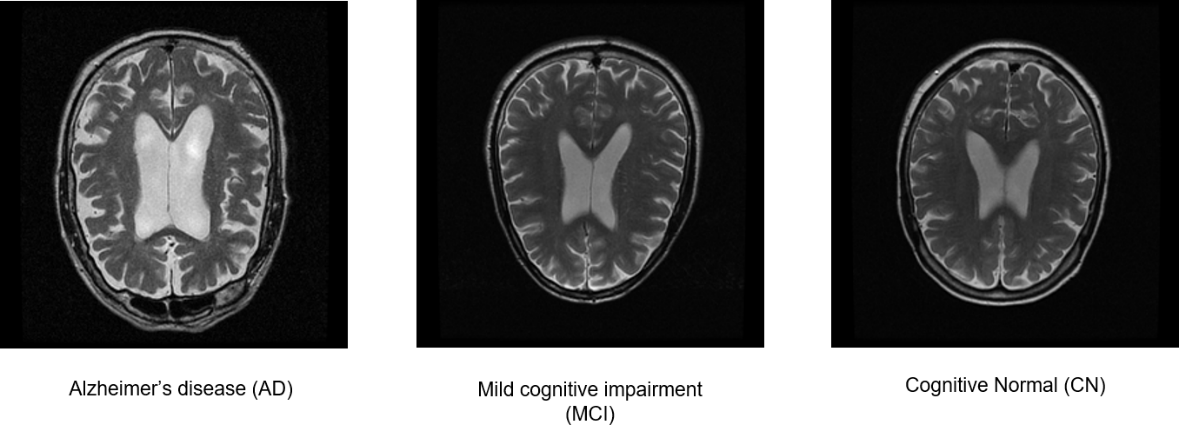 Alzheimer’s disease (AD)
Mild cognitive impairment
(MCI)
Cognitive Normal (CN)